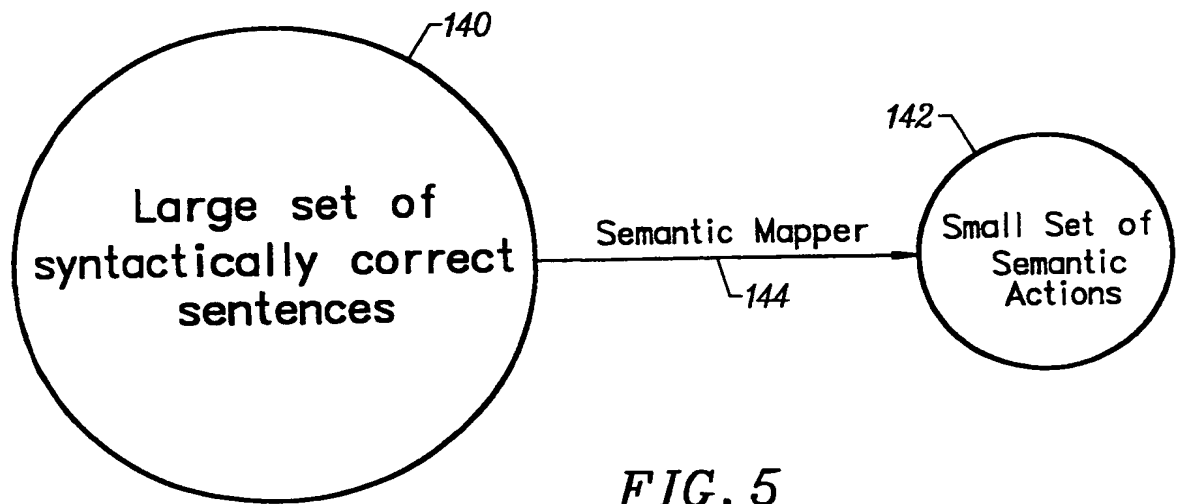 140
Large set of
syntactically correct
sentences
Semantic Mapper
144
142
Small Set of
Semantic
Actions
FIG. 5